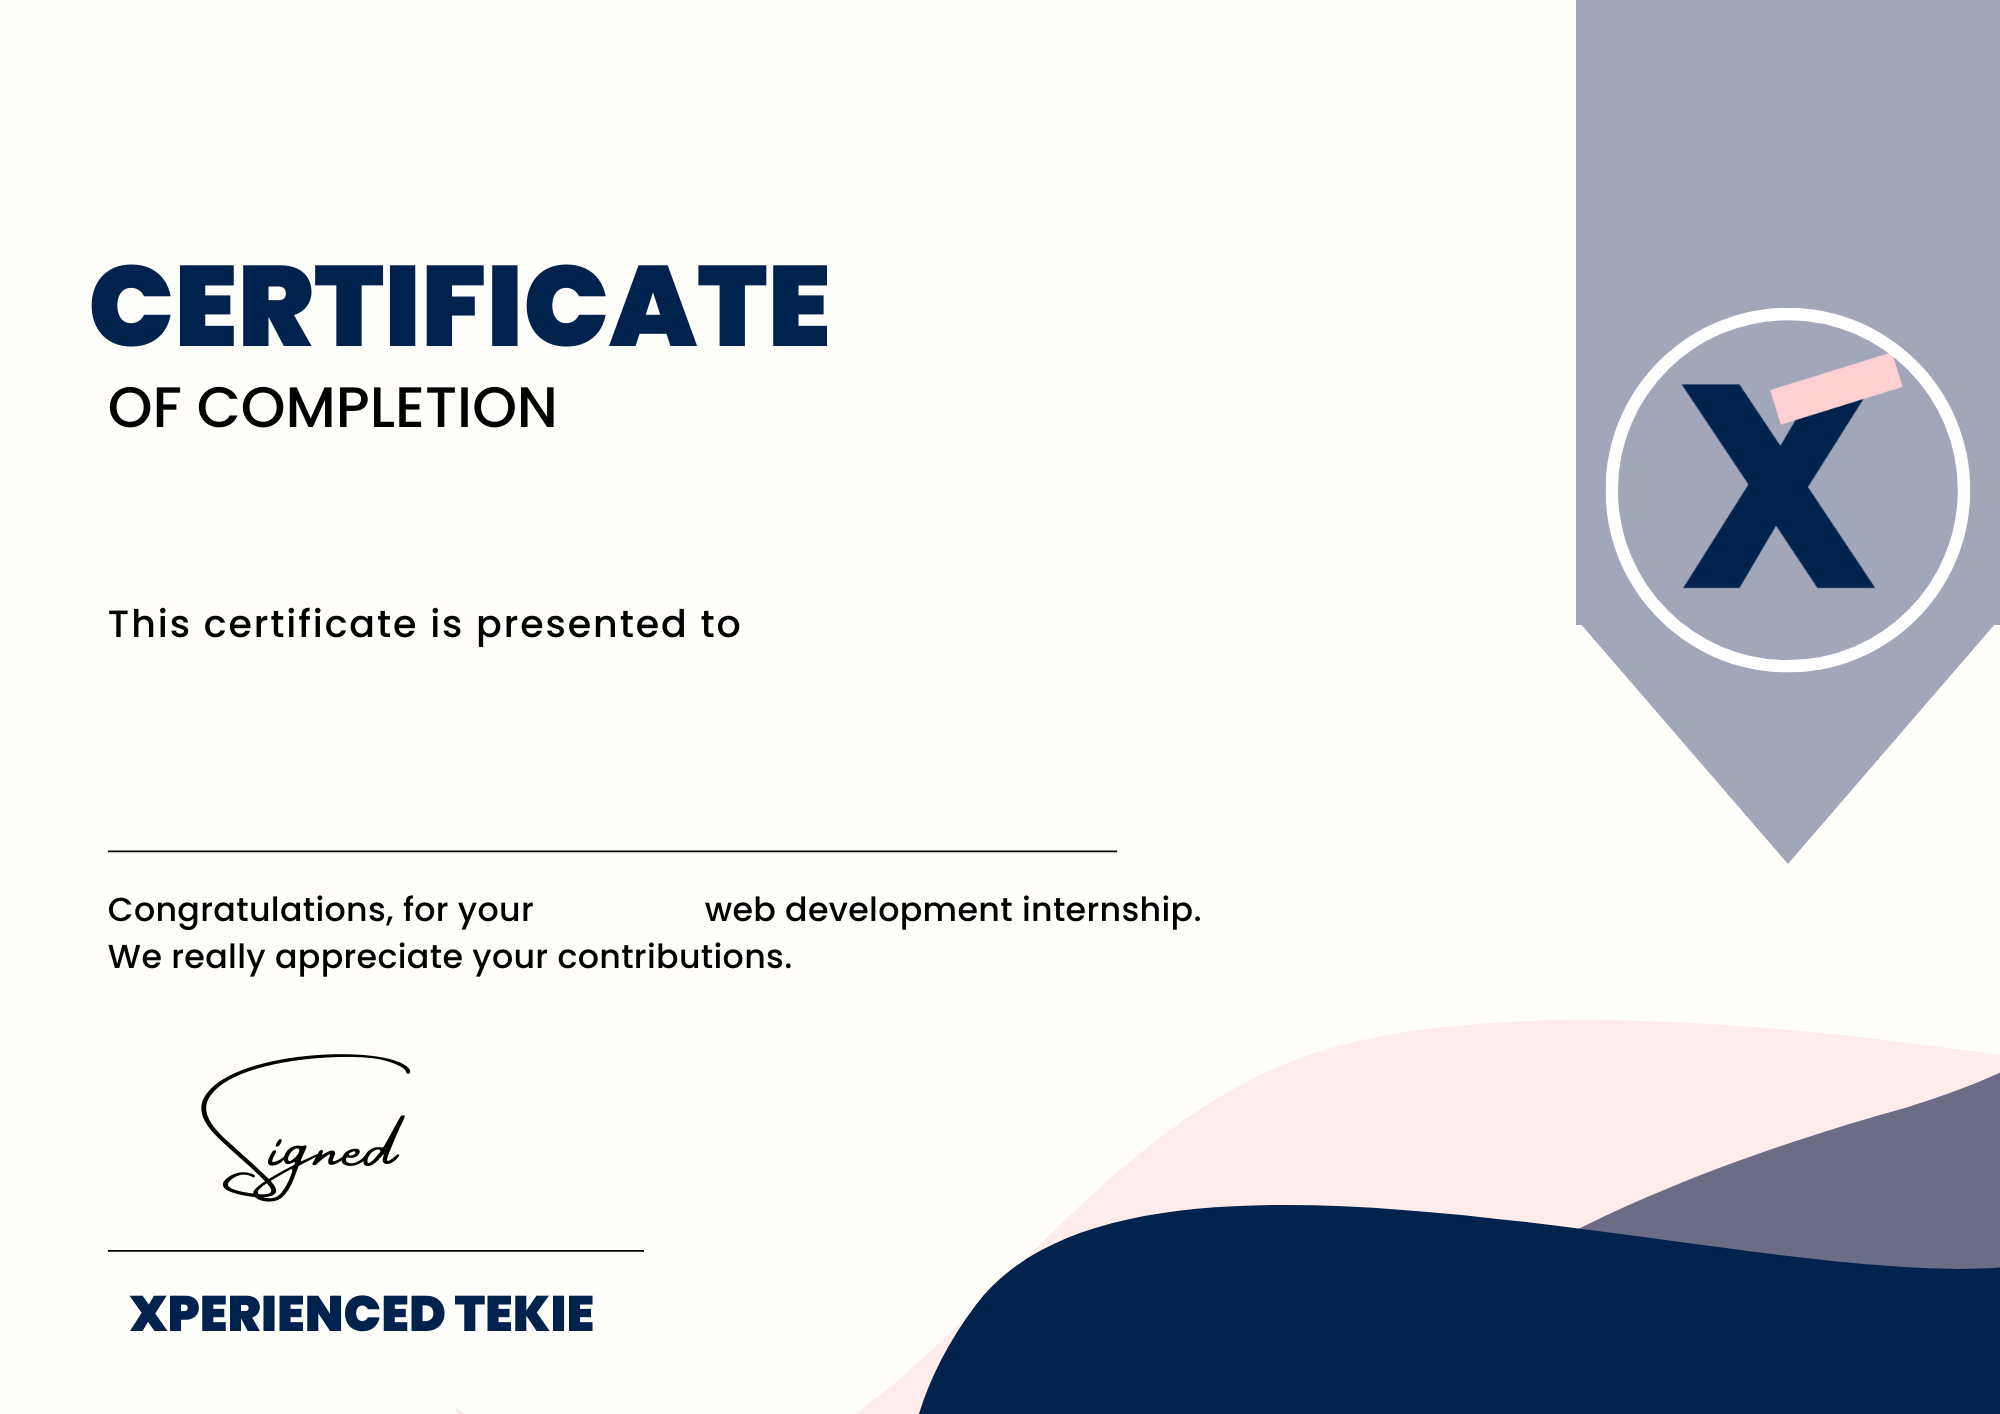 CERTIFICATE
OF COMPLETION
X
This certificate is presented to
Congratulations, for your web development internship.
We really appreciate your contributions.
Signed
XPERIENCED TEKIE